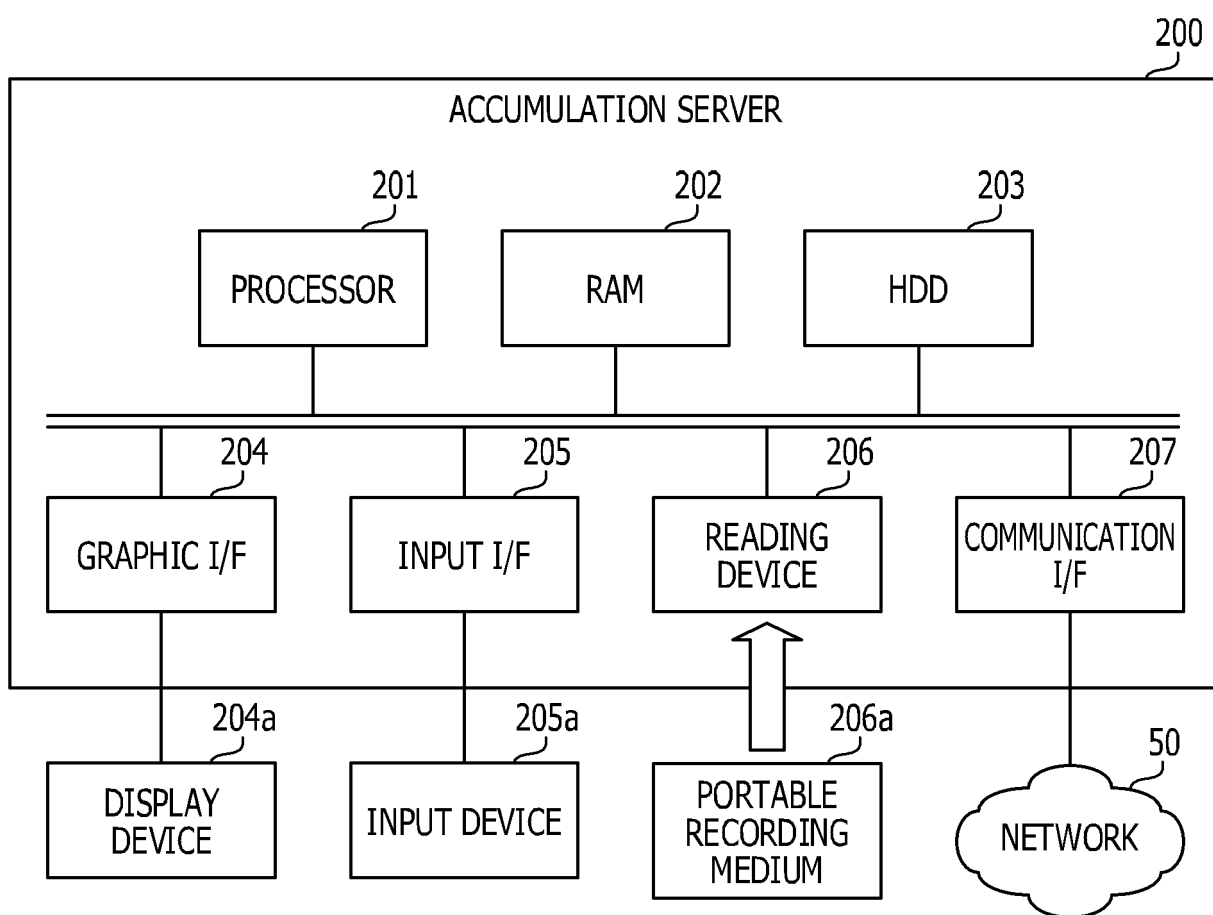 200
ACCUMULATION SERVER
201
202
203
PROCESSOR
RAM
HDD
204
205
206
207
GRAPHIC I/F
INPUT I/F
READING
DEVICE
COMMUNICATION
I/F
204a
205a
206a
50
DISPLAY
DEVICE
INPUT DEVICE
PORTABLE
RECORDING
MEDIUM
NETWORK